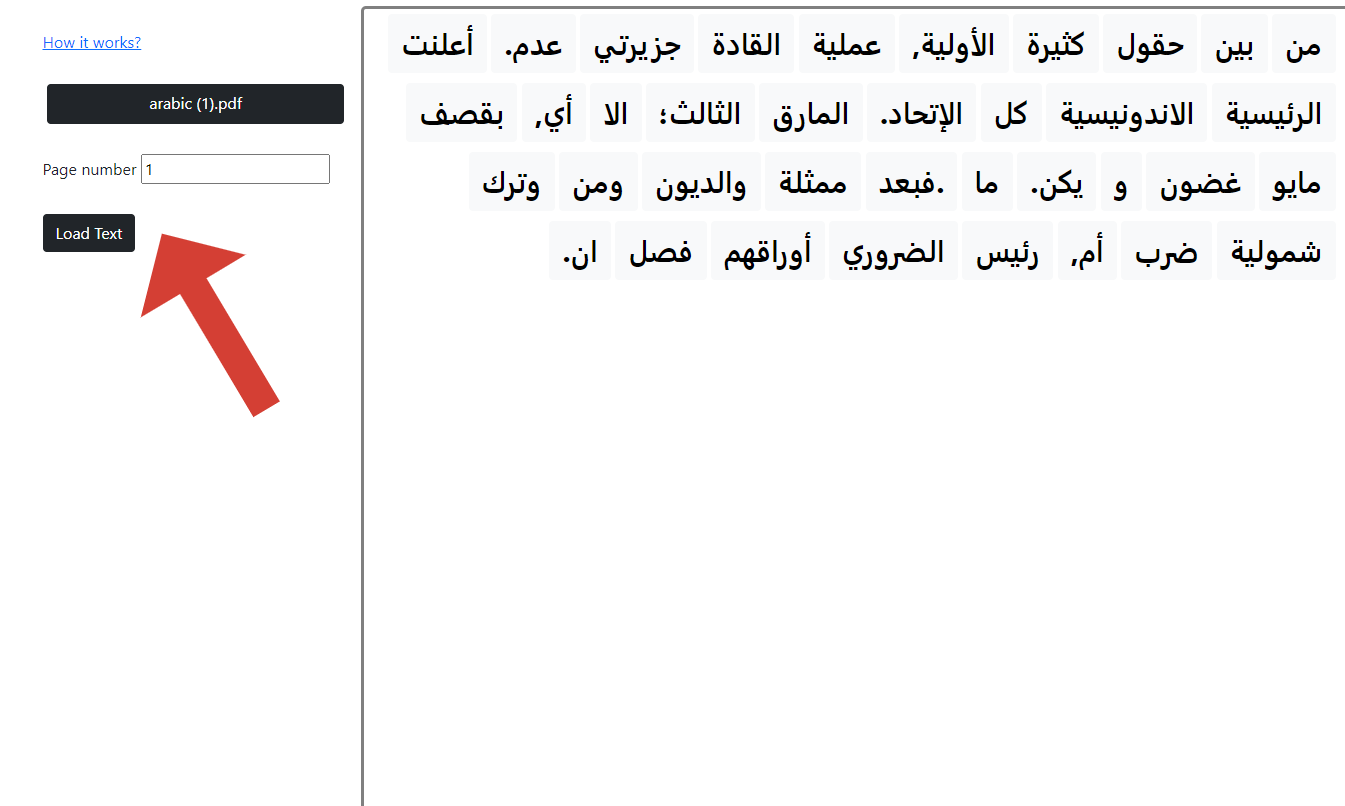 How it works?
arabic (1).pdf
Page number 1
Load Text
من بين حقول كثيرة الأولية, عملية القادة جزيرتي عدم. أعلنت
الرئيسية الاندونيسية كل الإتحاد. المارق الثالث؛ الا أي, بقصف
مايو غضون و يكن. ما .فبعد ممثلة والديون ومن وترك
شمولية ضرب أم, رئيس الضروري أوراقهم فصل ان.